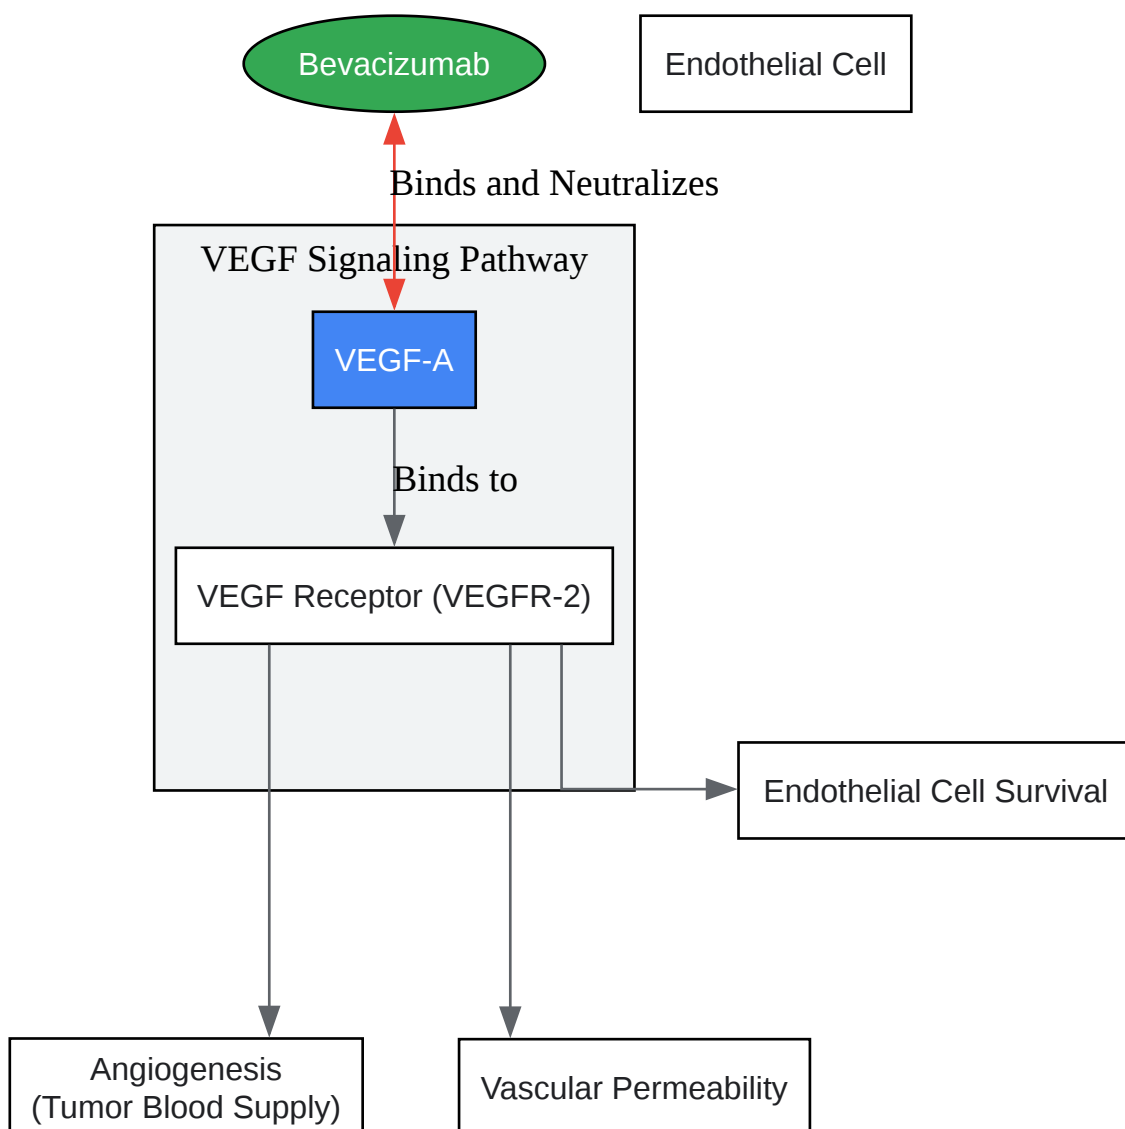 Bevacizumab
Endothelial Cell
Binds and Neutralizes
VEGF Signaling Pathway
VEGF-A
Binds to
VEGF Receptor (VEGFR-2)
Endothelial Cell Survival
Angiogenesis
(Tumor Blood Supply)
Vascular Permeability